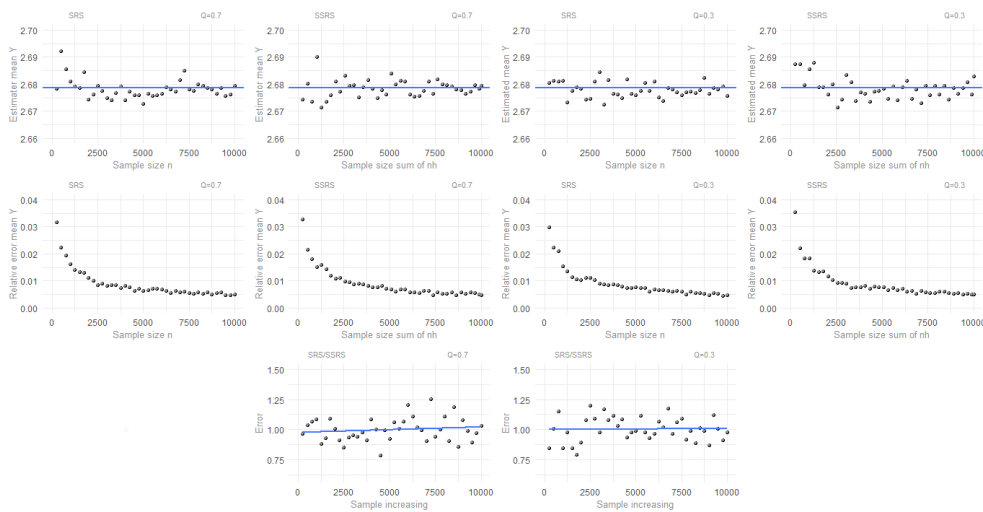 SRS Q=0.7
SSRS Q=0.7
SRS Q=0.3
SSRS Q=0.3
Estimator mean Y
2.70
2.69
2.68
2.67
2.66
0 2500 5000 7500 10000
Sample size n
Estimator mean Y
2.70
2.69
2.68
2.67
2.66
0 2500 5000 7500 10000
Sample size sum of nh
Estimated mean Y
2.70
2.69
2.68
2.67
2.66
0 2500 5000 7500 10000
Sample size n
Estimated mean Y
2.70
2.69
2.68
2.67
2.66
0 2500 5000 7500 10000
Sample size sum of nh
SRS Q=0.7
SSRS Q=0.7
SRS Q=0.3
SSRS Q=0.3
Relative error mean Y
0.04
0.03
0.02
0.01
0.00
0 2500 5000 7500 10000
Sample size n
Relative error mean Y
0.04
0.03
0.02
0.01
0.00
0 2500 5000 7500 10000
Sample size sum of nh
Relative error mean Y
0.04
0.03
0.02
0.01
0.00
0 2500 5000 7500 10000
Sample size n
Relative error mean Y
0.04
0.03
0.02
0.01
0.00
0 2500 5000 7500 10000
Sample size sum of nh
SRS/SSRS Q=0.7
SRS/SSRS Q=0.3
Error
1.50
1.25
1.00
0.75
0 2500 5000 7500 10000
Sample increasing
Error
1.50
1.25
1.00
0.75
0 2500 5000 7500 10000
Sample increasing